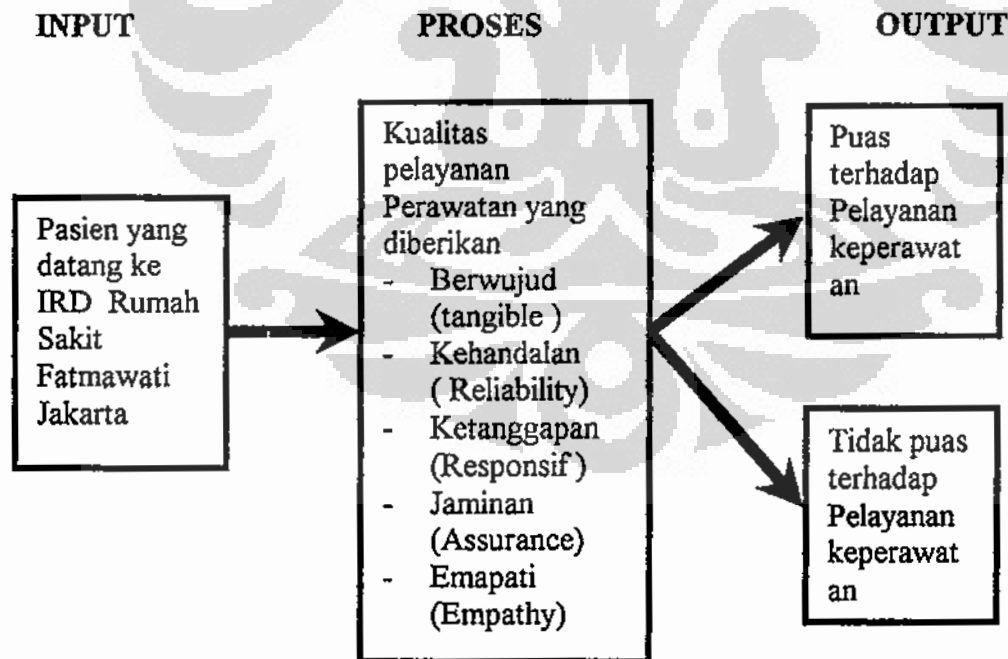 INPUT
PROSES
OUTPUT
Pasien yang
datang ke
IRD Rumah
Sakit
Fatmawati
Jakarta
Kualitas
pelayanan
Perawatan yang
diberikan
- Berwujud
(tangible )
- Kehandalan
( Reliability)
- Ketanggapan
(Responsif )
- Jaminan
(Assurance)
- Emapati
(Empathy)
Puas
terhadap
Pelayanan
keperawat
an
Tidak puas
terhadap
Pelayanan
keperawat
an